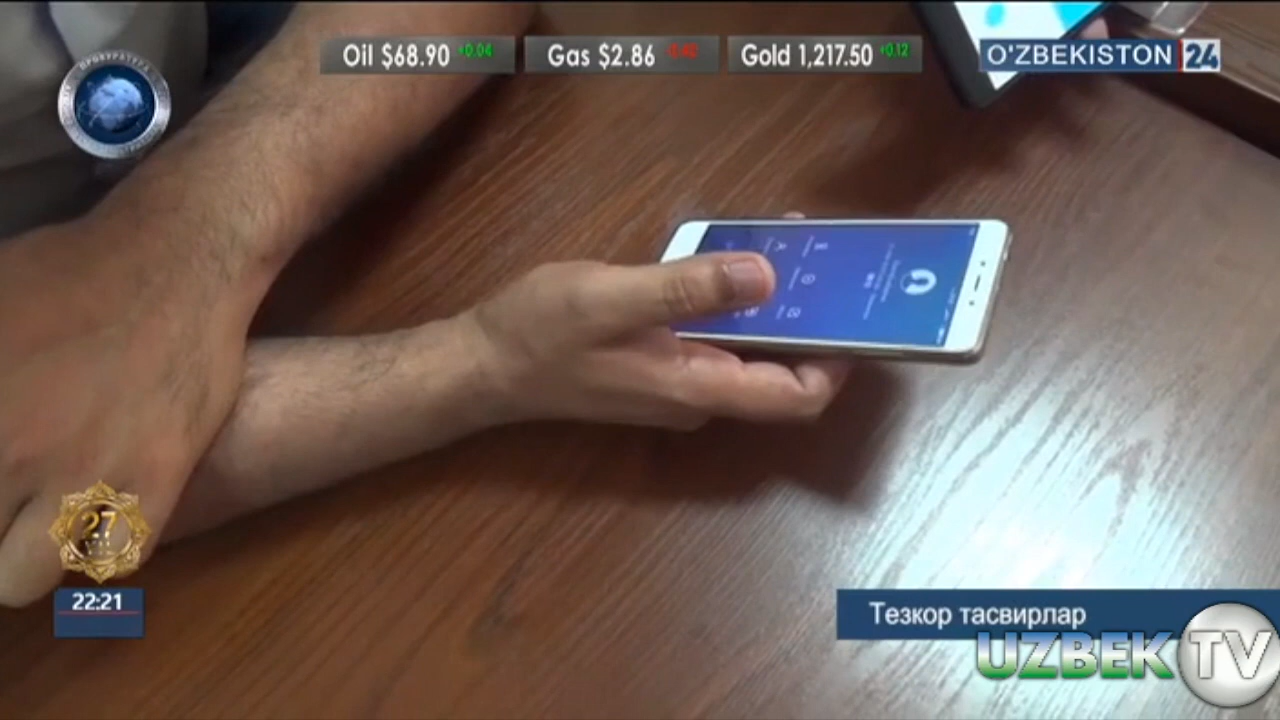 ПРОКУРАТУРА
Oil $68.90 +0.04
Gas $2.86
Gold 1,217.50 +0.12
O'ZBEKISTON 24
27
22:21
Тезкор тасвирлар
UZBEK TV